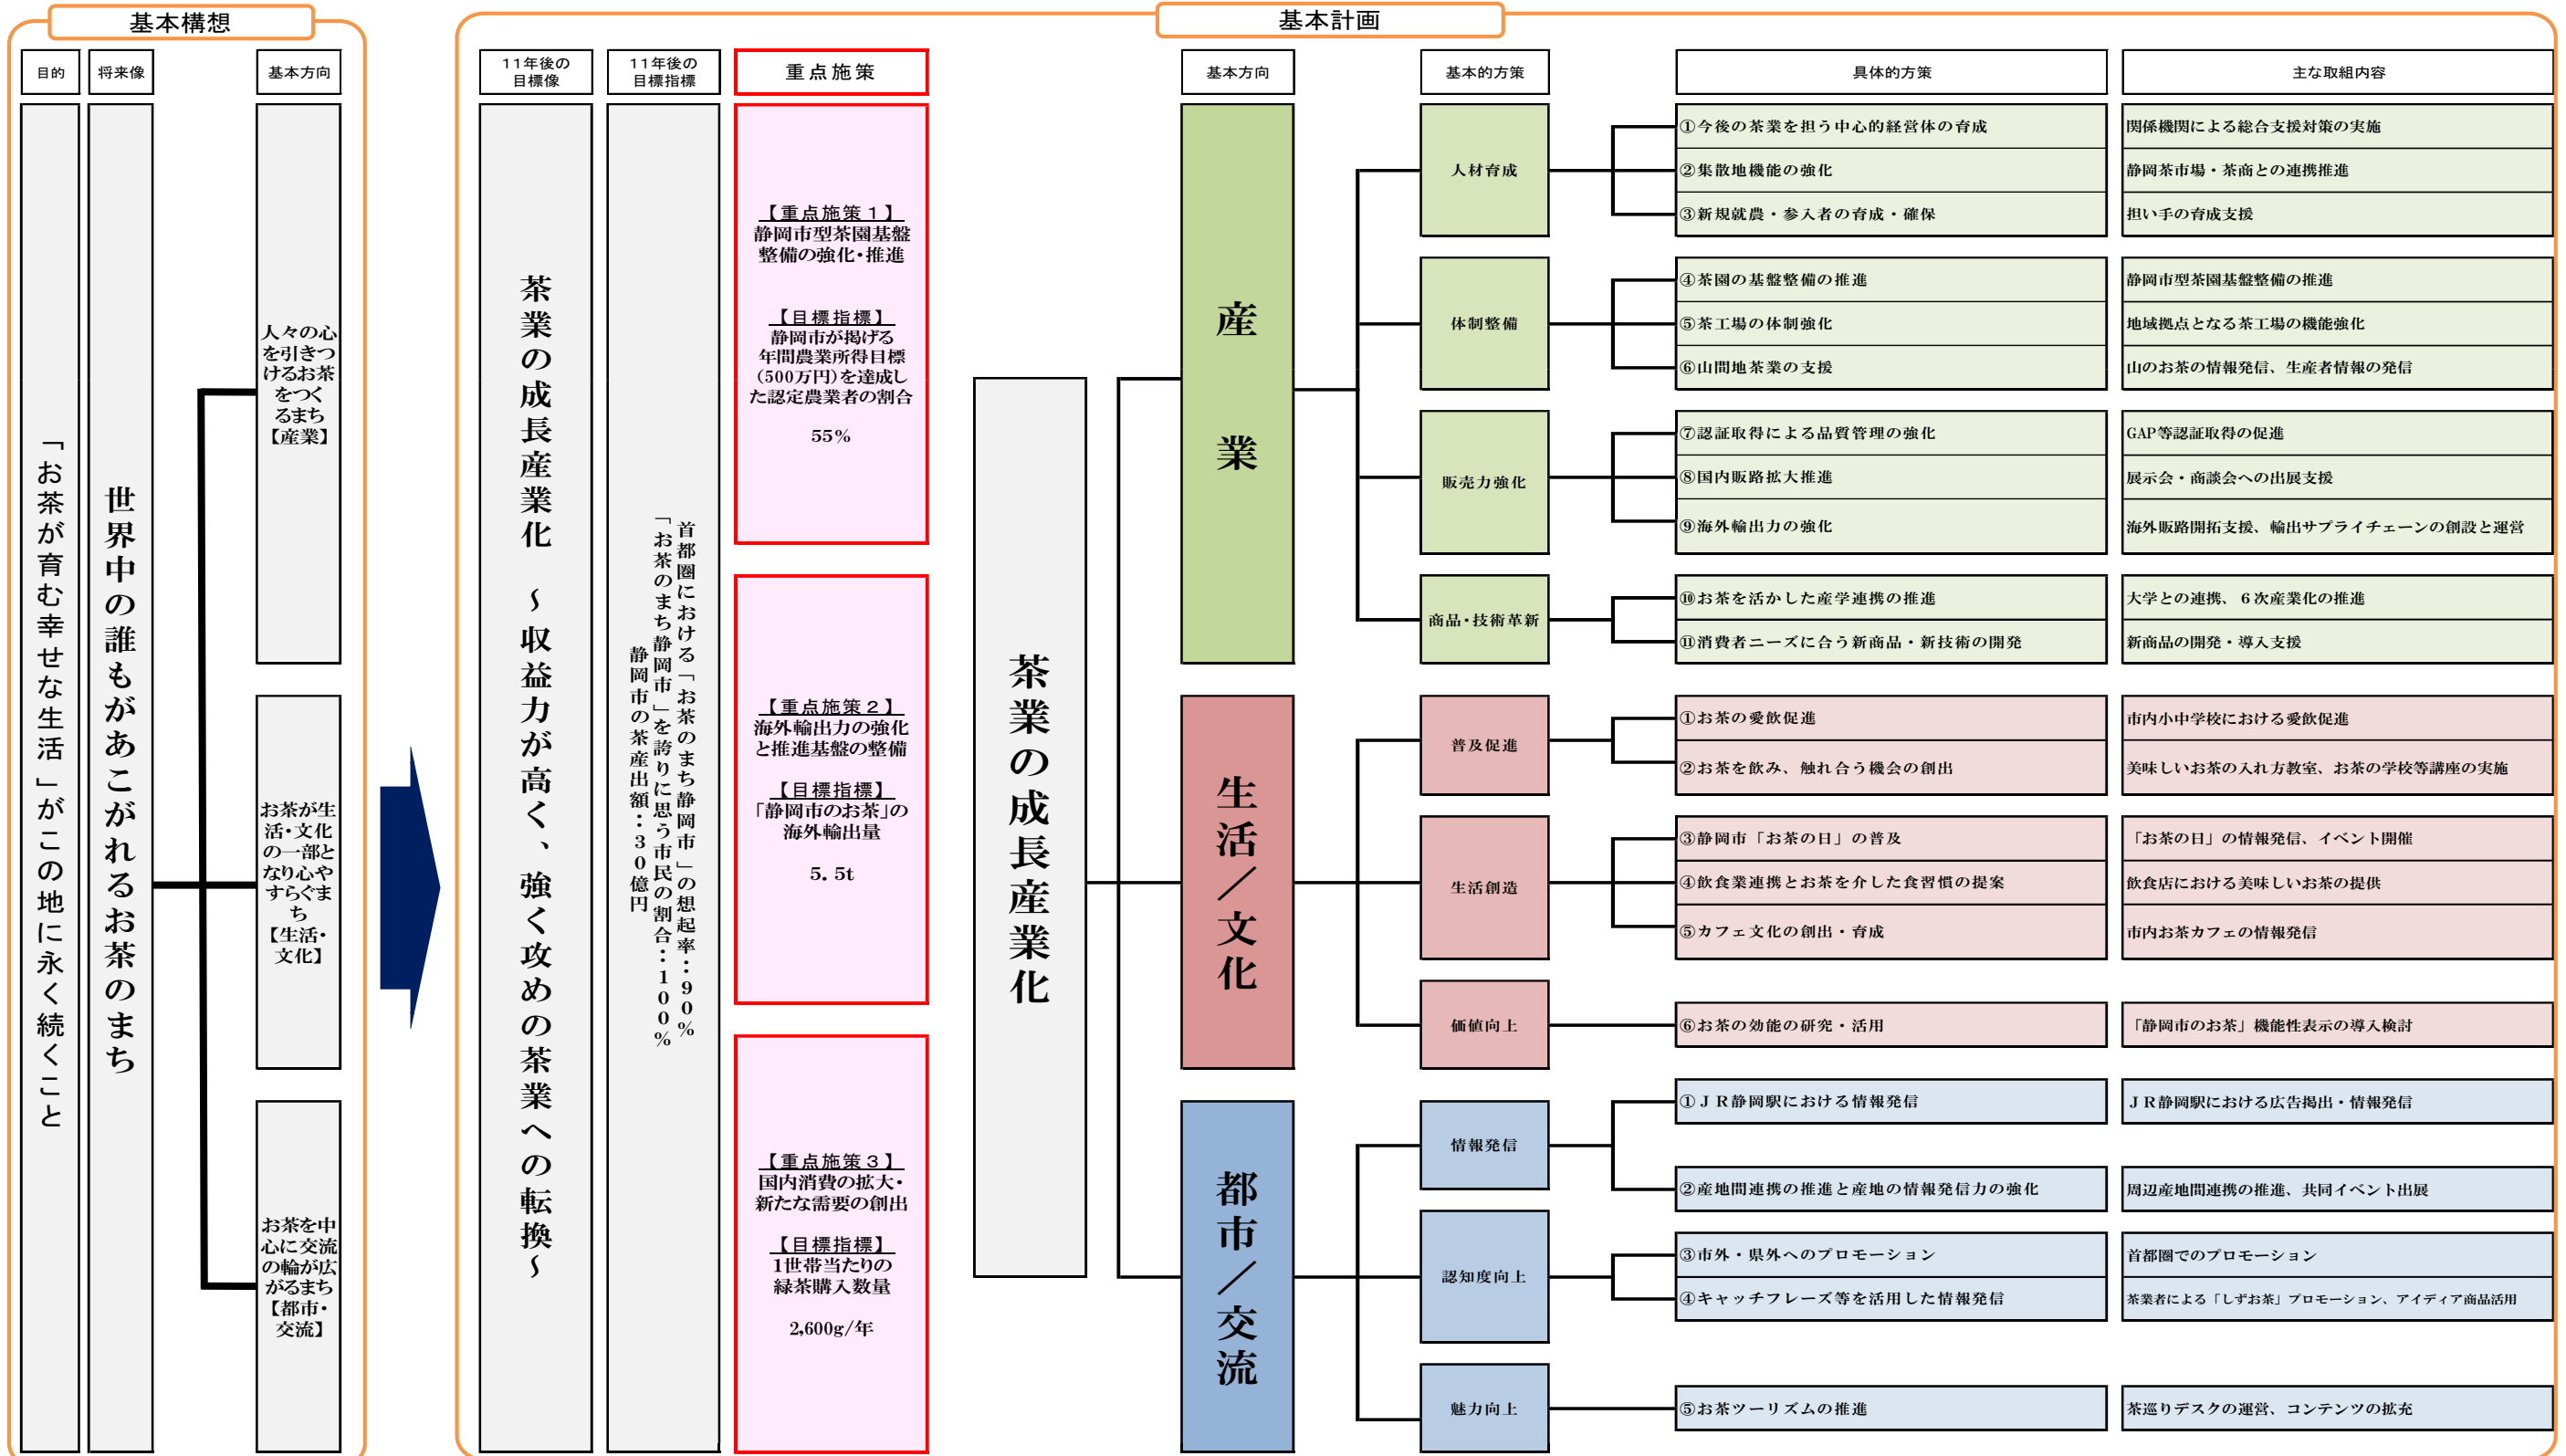 基本構想
目的
将来像
基本方向
「お茶が育む幸せな生活」がこの地に永く続くこと
世界中の誰もがあこがれるお茶のまち
人々の心
を引きつ
けるお茶
をつく
るまち
【産業】
お茶が生
活・文化
の一部と
なり心や
すらぐま
ち
【生活・
文化】
お茶を中
心に交流
の輪が広
がるまち
【都市・
交流】
基本計画
11年後の
目標像
11年後の
目標指標
重点施策
茶業の成長産業化 ～収益力が高く、強く攻めの茶業への転換～
首都圏における「お茶のまち静岡市」の想起率：90%
「お茶のまち静岡市」を誇りに思う市民の割合：100%
静岡市の茶産出額：30億円
【重点施策１】
静岡市型茶園基盤
整備の強化・推進
【目標指標】
静岡市が掲げる
年間農業所得目標
（500万円）を達成し
た認定農業者の割合
55%
【重点施策２】
海外輸出力の強化
と推進基盤の整備
【目標指標】
「静岡市のお茶」の
海外輸出量
5.5t
【重点施策３】
国内消費の拡大・
新たな需要の創出
【目標指標】
1世帯当たりの
緑茶購入数量
2,600g/年
茶業の成長産業化
基本方向
基本的方策
具体的方策
主な取組内容
産業
人材育成
①今後の茶業を担う中心的経営体の育成
関係機関による総合支援対策の実施
②集散地機能の強化
静岡茶市場・茶商との連携推進
③新規就農・参入者の育成・確保
担い手の育成支援
体制整備
④茶園の基盤整備の推進
静岡市型茶園基盤整備の推進
⑤茶工場の体制強化
地域拠点となる茶工場の機能強化
⑥山間地茶業の支援
山のお茶の情報発信、生産者情報の発信
販売力強化
⑦認証取得による品質管理の強化
GAP等認証取得の促進
⑧国内販路拡大推進
展示会・商談会への出展支援
⑨海外輸出力の強化
海外販路開拓支援、輸出サプライチェーンの創設と運営
商品・技術革新
⑩お茶を活かした産学連携の推進
大学との連携、６次産業化の推進
⑪消費者ニーズに合う新商品・新技術の開発
新商品の開発・導入支援
生活／文化
普及促進
①お茶の愛飲促進
市内小中学校における愛飲促進
②お茶を飲み、触れ合う機会の創出
美味しいお茶の入れ方教室、お茶の学校等講座の実施
生活創造
③静岡市「お茶の日」の普及
「お茶の日」の情報発信、イベント開催
④飲食業連携とお茶を介した食習慣の提案
飲食店における美味しいお茶の提供
⑤カフェ文化の創出・育成
市内お茶カフェの情報発信
価値向上
⑥お茶の効能の研究・活用
「静岡市のお茶」機能性表示の導入検討
都市／交流
情報発信
①ＪＲ静岡駅における情報発信
ＪＲ静岡駅における広告掲出・情報発信
②産地間連携の推進と産地の情報発信力の強化
周辺産地間連携の推進、共同イベント出展
認知度向上
③市外・県外へのプロモーション
首都圏でのプロモーション
④キャッチフレーズ等を活用した情報発信
茶業者による「しずお茶」プロモーション、アイディア商品活用
魅力向上
⑤お茶ツーリズムの推進
茶巡りデスクの運営、コンテンツの拡充